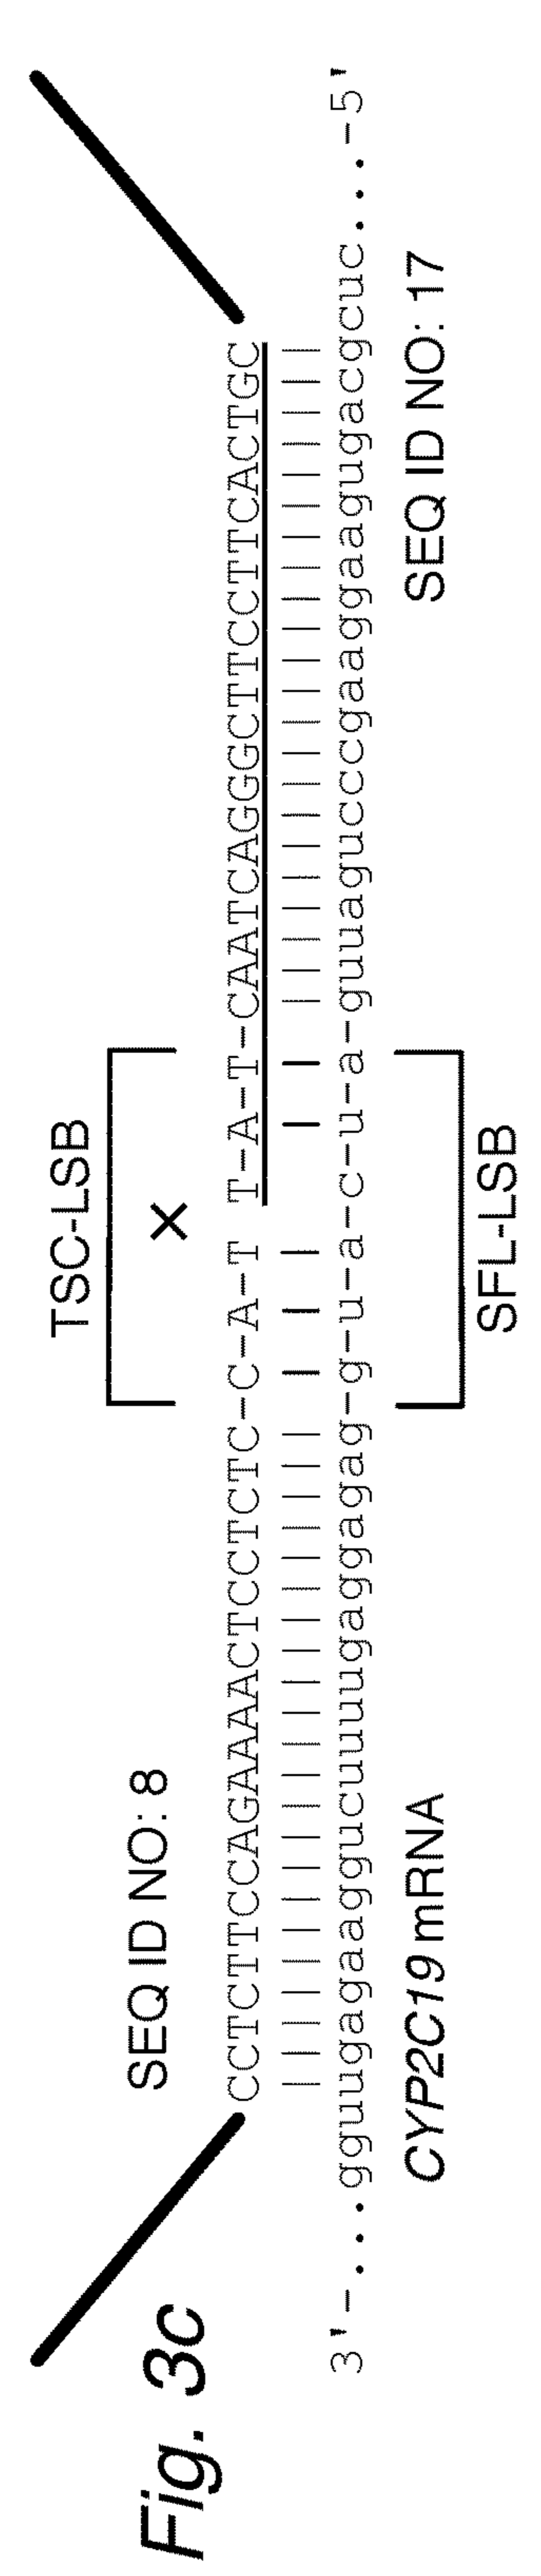 TSC-LSB
SEQ ID NO: 8
×
CCTCTTCCAGAAAACTCCTCTC-C-A-T T-A-T-CAATCAGGGCTTCCTTCACTGC
3'-...gguugagaaggucuuuugaggagag-g-u-a-c-u-a-guuagucccgaaggaagugacgcuc...-5'
CYP2C19 mRNA
SEQ ID NO: 17
SFL-LSB
Fig. 3c